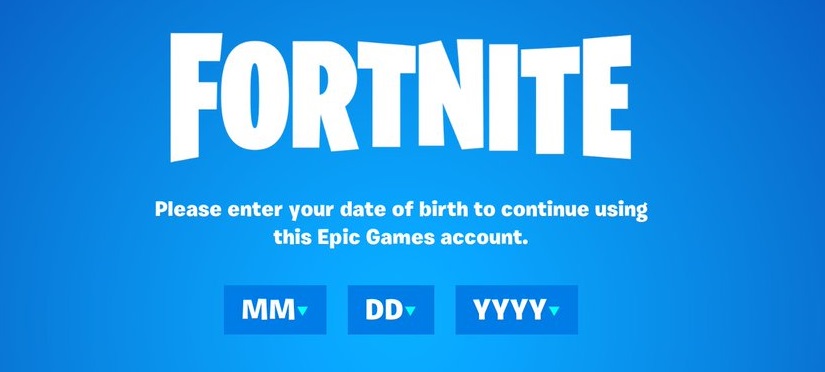 FORTNITE
Please enter your date of birth to continue using
this Epic Games account.
MM DD YYYY